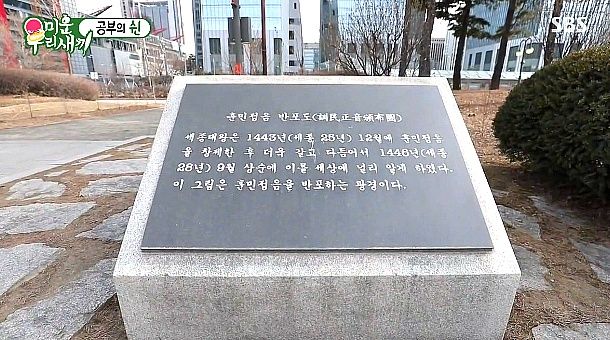 미운
우리새끼
공부의 쉰
SBS
훈민정음 반포도(訓民正音頒布圖)
세종대왕은 1443년(세종 25년) 12월에 훈민정음
을 창제한 후 더욱 갈고 다듬어서 1446년(세종
28년) 9월 상순에 이를 세상에 널리 알게 하였다.
이 그림은 훈민정음을 반포하는 광경이다.